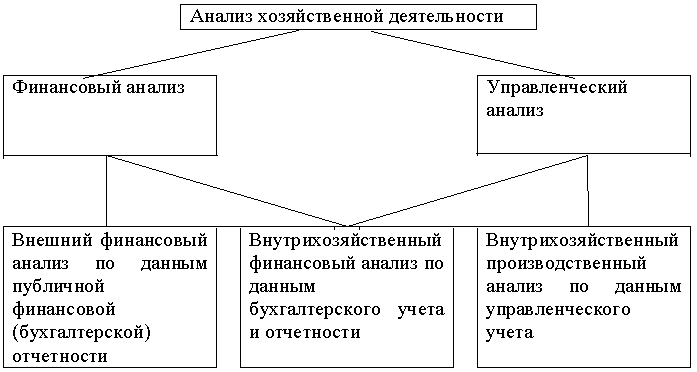 Анализ хозяйственной деятельности
Финансовый анализ
Управленческий
анализ
Внешний финансовый
анализ по данным
публичной
финансовой
(бухгалтерской)
отчетности
Внутрихозяйственный
финансовый анализ по
данным
бухгалтерского учета
и отчетности
Внутрихозяйственный
производственный
анализ по данным
управленческого
учета